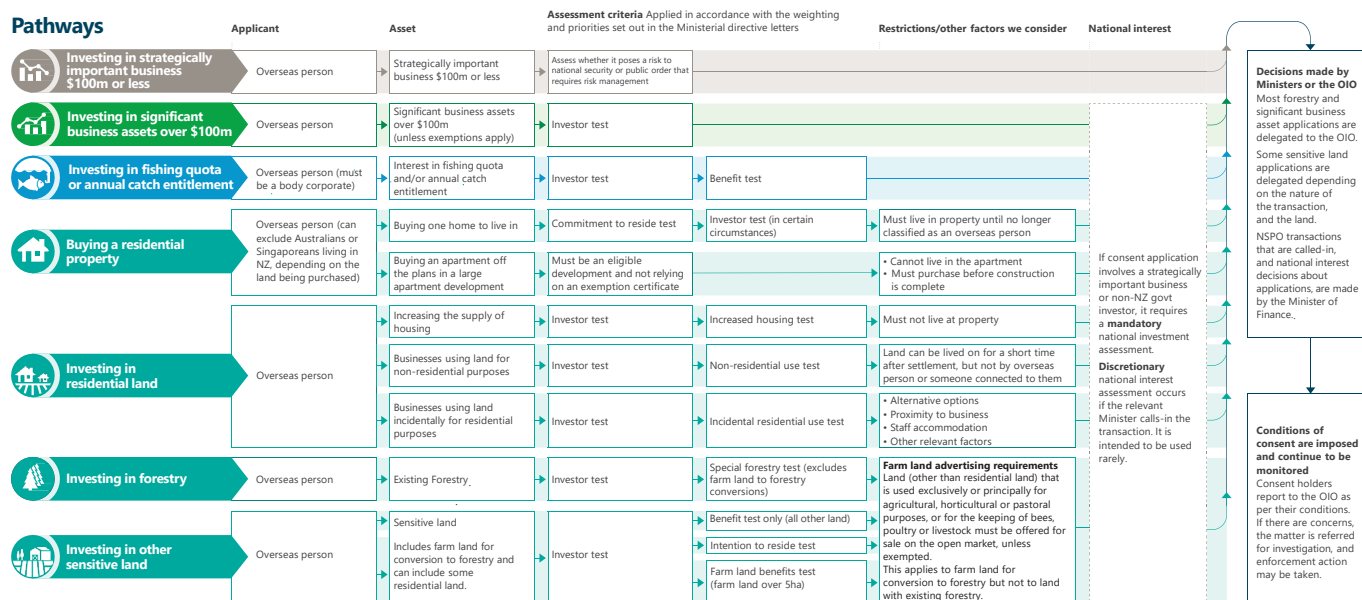 Pathways
Applicant
Asset
Assessment criteria Applied in accordance with the weighting
and priorities set out in the Ministerial directive letters
Restrictions/other factors we consider
National interest
Investing in strategically
important business
$100m or less
Overseas person
Strategically important
business $100m or less
Assess whether it poses a risk to
national security or public order that
requires risk management
Investing in significant
business assets over $100m
Overseas person
Significant business assets
over $100m
(unless exemptions apply)
Investor test
Investing in fishing quota
or annual catch entitlement
Overseas person (must
be a body corporate)
Interest in fishing quota
and/or annual catch
entitlement
Investor test
Benefit test
Buying a residential
property
Overseas person (can
exclude Australians or
Singaporeans living in
NZ, depending on the
land being purchased)
Buying one home to live in
Commitment to reside test
Investor test (in certain
circumstances)
Must live in property until no longer
classified as an overseas person
Buying an apartment off
the plans in a large
apartment development
Must be an eligible
development and not relying
on an exemption certificate
• Cannot live in the apartment
• Must purchase before construction
is complete
Investing in
residential land
Overseas person
Increasing the supply of
housing
Investor test
Increased housing test
Must not live at property
Businesses using land for
non-residential purposes
Investor test
Non-residential use test
Land can be lived on for a short time
after settlement, but not by overseas
person or someone connected to them
Businesses using land
incidentally for residential
purposes
Investor test
Incidental residential use test
• Alternative options
• Proximity to business
• Staff accommodation
• Other relevant factors
Investing in forestry
Overseas person
Existing Forestry.
Investor test
Special forestry test (excludes
farm land to forestry
conversions)
Farm land advertising requirements
Land (other than residential land) that
is used exclusively or principally for
agricultural, horticultural or pastoral
purposes, or for the keeping of bees,
poultry or livestock must be offered for
sale on the open market, unless
exempted.
This applies to farm land for
conversion to forestry but not to land
with existing forestry.
Investing in other
sensitive land
Overseas person
Sensitive land
Includes farm land for
conversion to forestry and
can include some
residential land.
Investor test
Benefit test only (all other land)
Intention to reside test
Farm land benefits test
(farm land over 5ha)
If consent application
involves a strategically
important business
or non-NZ govt
investor, it requires
a mandatory
national investment
assessment.
Discretionary
national interest
assessment occurs
if the relevant
Minister calls-in the
transaction. It is
intended to be used
rarely.
Decisions made by
Ministers or the OIO
Most forestry and
significant business
asset applications are
delegated to the OIO.
Some sensitive land
applications are
delegated depending
on the nature of
the transaction,
and the land.
NSPO transactions
that are called-in,
and national interest
decisions about
applications, are made
by the Minister of
Finance.
Conditions of
consent are imposed
and continue to be
monitored
Consent holders
report to the OIO as
per their conditions.
If there are concerns,
the matter is referred
for investigation, and
enforcement action
may be taken.